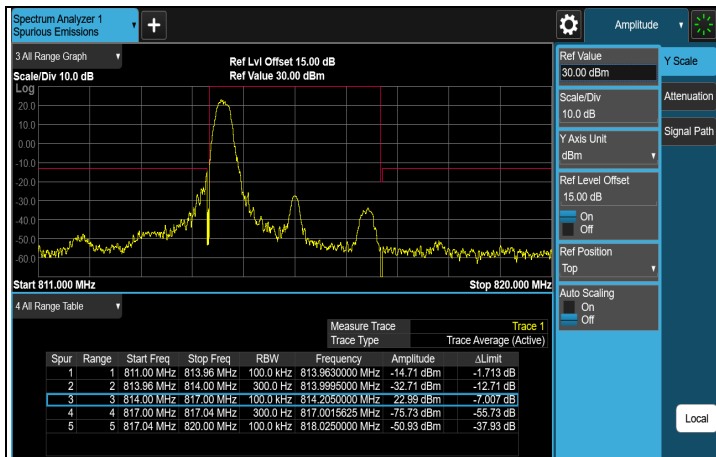 Spectrum Analyzer 1
Spurious Emissions
+
Amplitude
3 All Range Graph
Scale/Div 10.0 dB
Ref Lvl Offset 15.00 dB
Ref Value 30.00 dBm
Log
20.0
10.0
0.00
-10.0
-20.0
-30.0
-40.0
-50.0
-60.0
Start 811.000 MHz
Stop 820.000 MHz
4 All Range Table
Measure Trace Trace 1
Trace Type Trace Average (Active)
Spur Range Start Freq Stop Freq RBW Frequency Amplitude ΔLimit
1 1 811.00 MHz 813.96 MHz 100.0 kHz 813.9630000 MHz -14.71 dBm -1.713 dB
2 2 813.96 MHz 814.00 MHz 300.0 Hz 813.9995000 MHz -32.71 dBm -12.71 dB
3 3 814.00 MHz 817.00 MHz 100.0 kHz 814.2050000 MHz 22.99 dBm -7.007 dB
4 4 817.00 MHz 817.04 MHz 300.0 Hz 817.0015625 MHz -75.73 dBm -55.73 dB
5 5 817.04 MHz 820.00 MHz 100.0 kHz 818.0250000 MHz -50.93 dBm -37.93 dB
Ref Value
30.00 dBm
Scale/Div
10.0 dB
Y Axis Unit
dBm
Ref Level Offset
15.00 dB
On
Off
Ref Position
Top
Auto Scaling
On
Off
Y Scale
Attenuation
Signal Path
Local